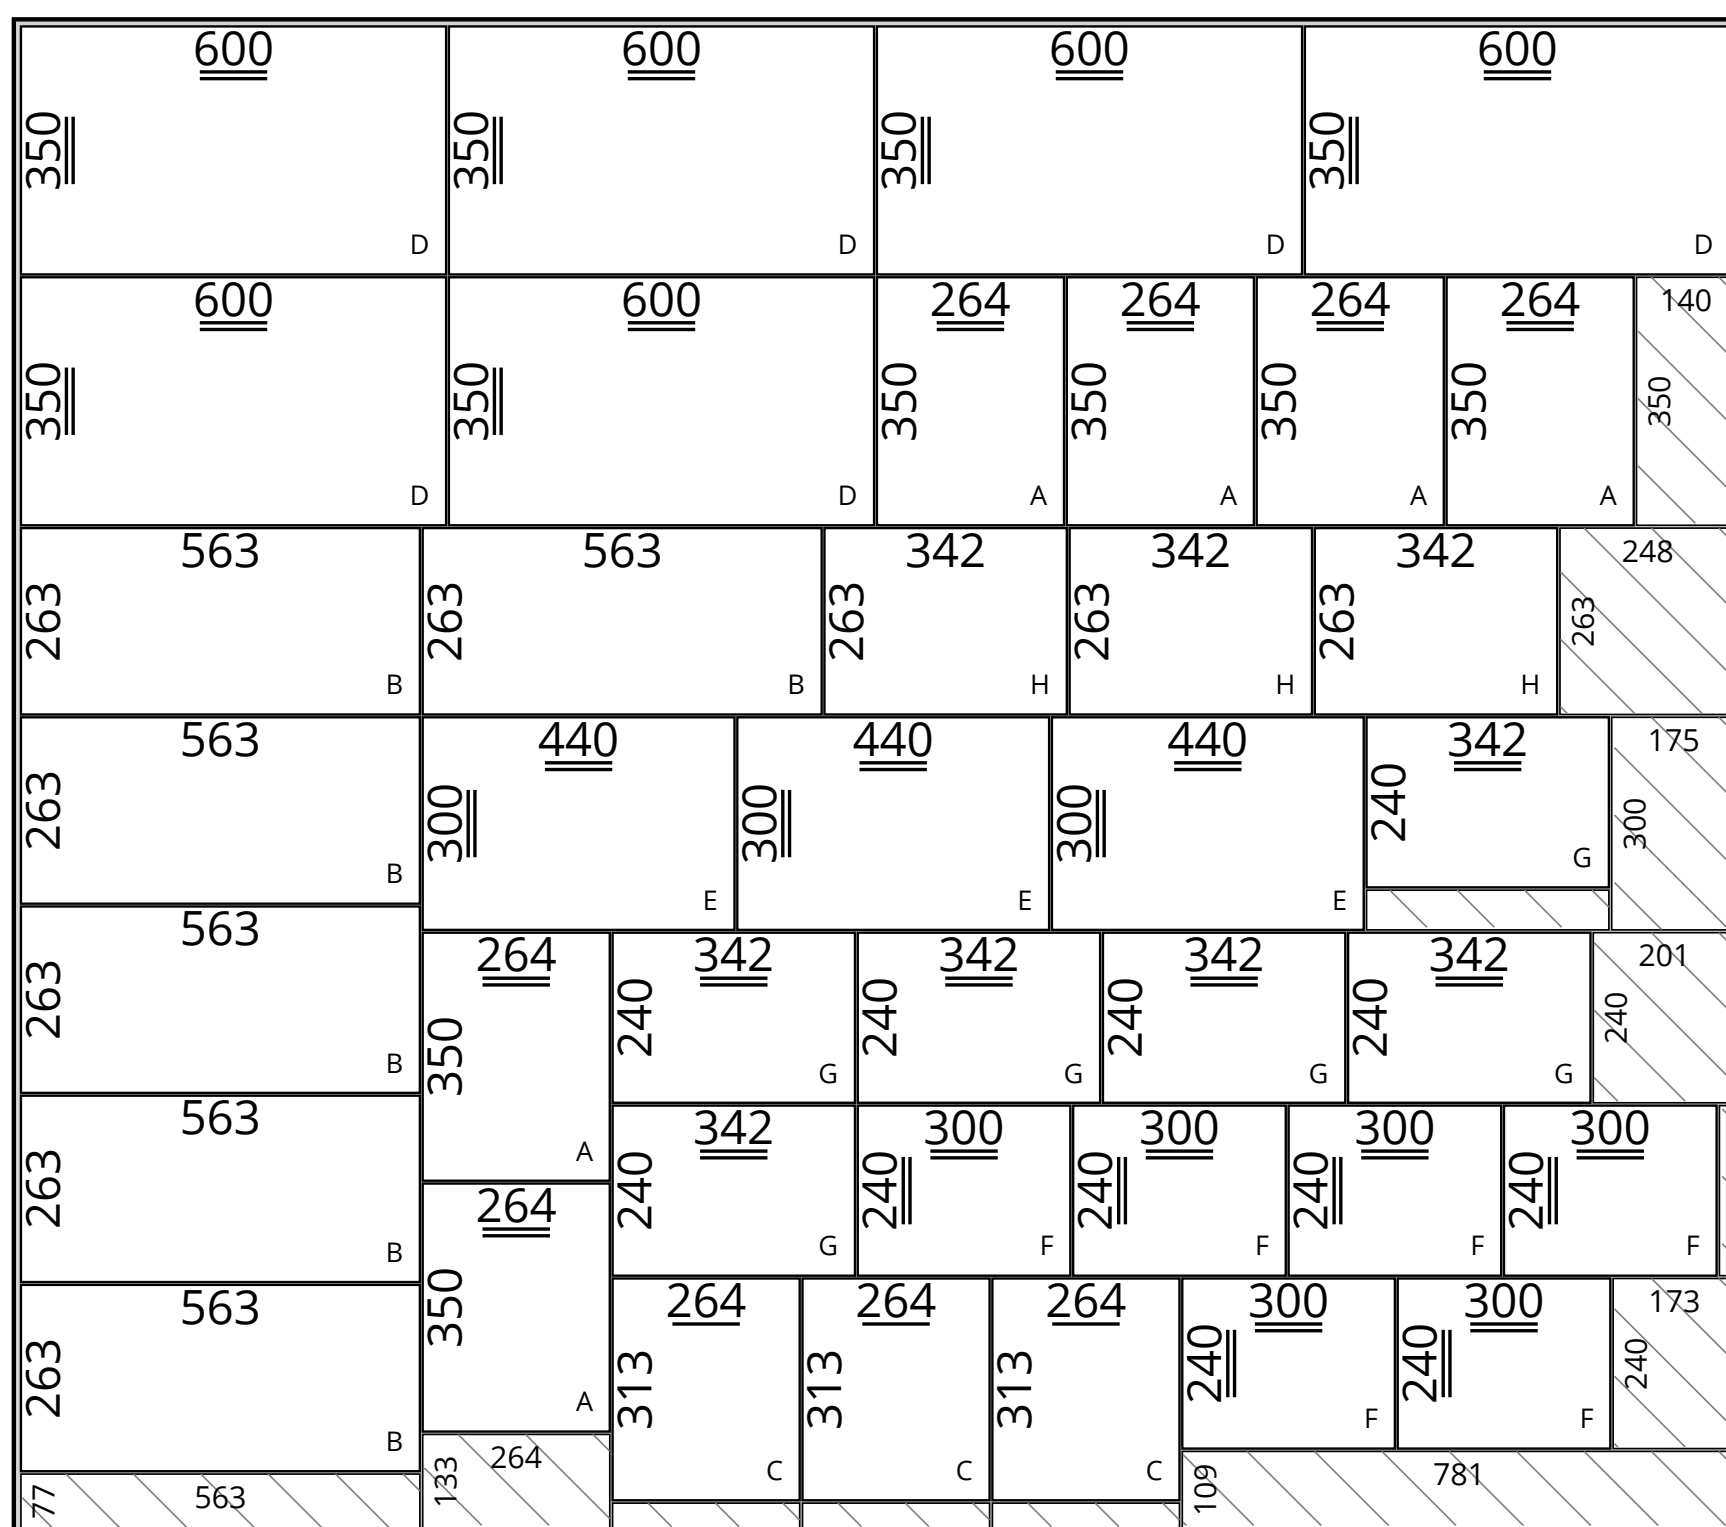 600 600 600 600
350 350 350 350
D D D D
600 600 264 264 264 264 140
350 350 350 350 350 350 350
D D A A A A
563 563 342 342 342 248
263 263 263 263 263 263
B B H H H
563 440 440 440 342 175
263 300 300 300 240 300
B E E E G
563 264 342 342 342 342 201
263 350 240 240 240 240 240
B A G G G G
563 342 300 300 300 300
263 240 240 240 240 240
B G F F F F
563 264 264 264 264 300 300 173
263 350 313 313 313 240 240 240
B A C C C F F
77 563 133 264 109 781